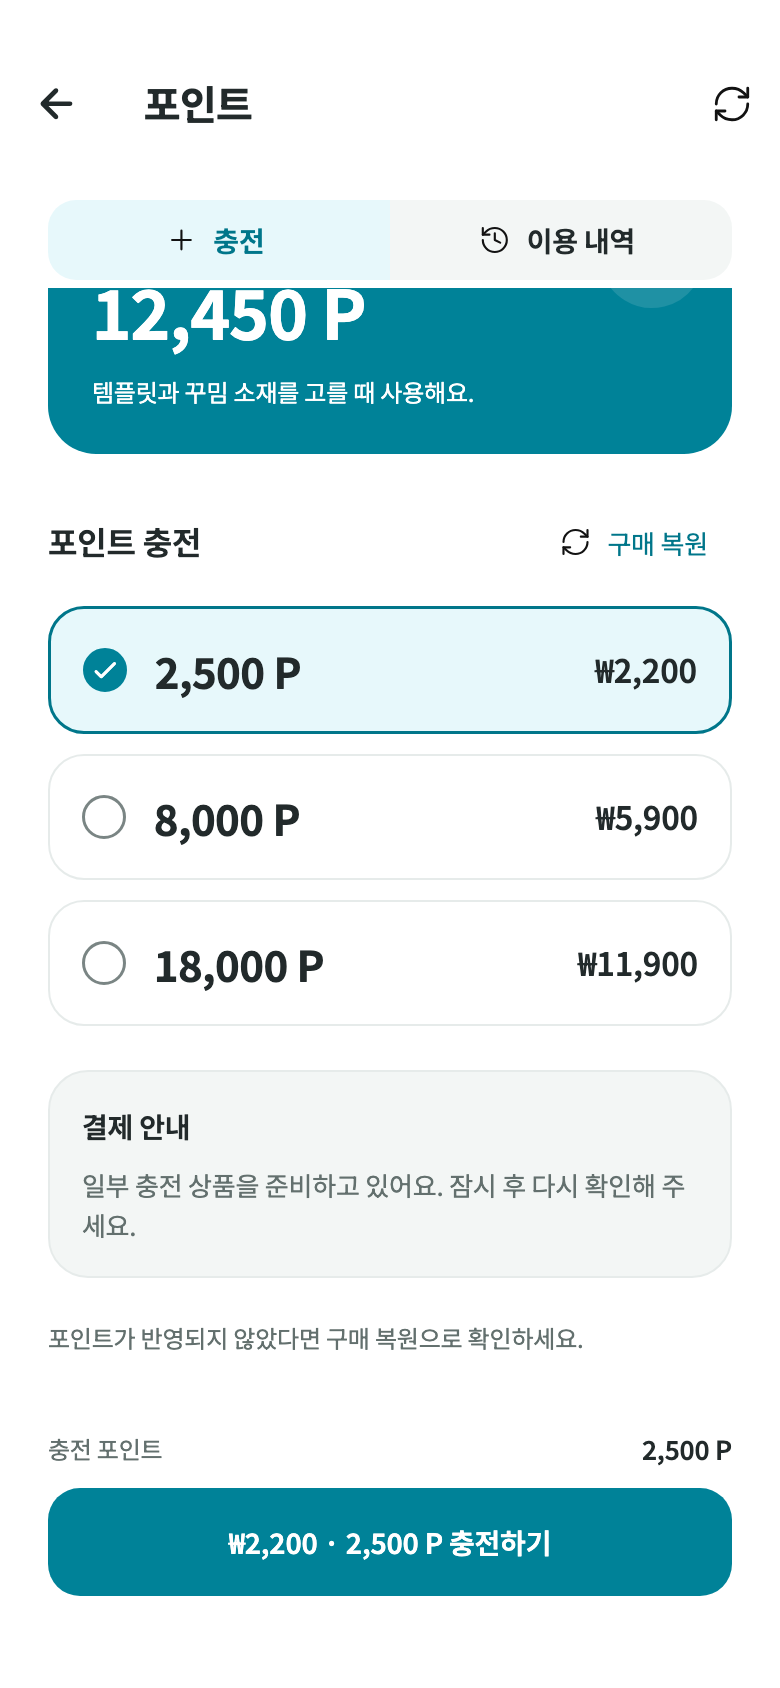 포인트
충전
이용 내역
12,450 P
템플릿과 꾸밈 소재를 고를 때 사용해요.
포인트 충전
구매 복원
2,500 P
₩2,200
8,000 P
₩5,900
18,000 P
₩11,900
결제 안내
일부 충전 상품을 준비하고 있어요. 잠시 후 다시 확인해 주
세요.
포인트가 반영되지 않았다면 구매 복원으로 확인하세요.
충전 포인트
2,500 P
₩2,200 · 2,500 P 충전하기